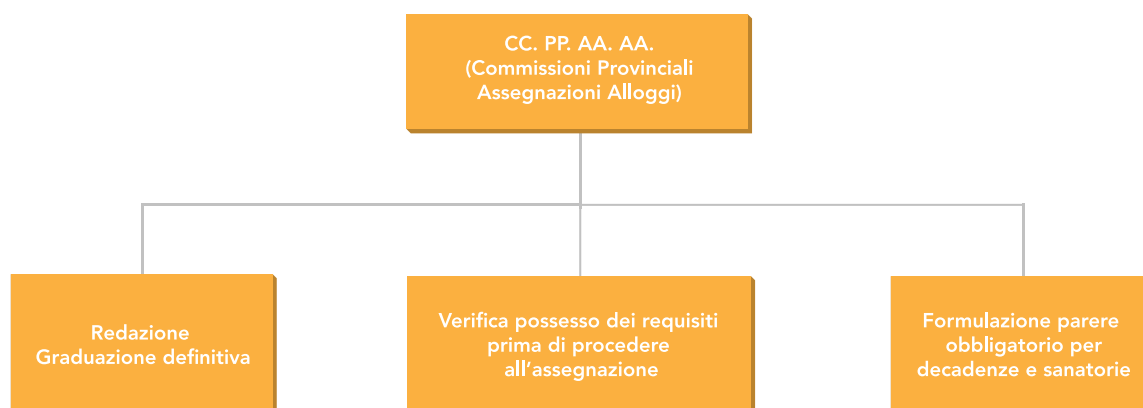 CC. PP. AA. AA.
(Commissioni Provinciali
Assegnazioni Alloggi)
Redazione
Graduazione definitiva
Verifica possesso dei requisiti
prima di procedere
all'assegnazione
Formulazione parere
obbligatorio per
decadenze e sanatorie